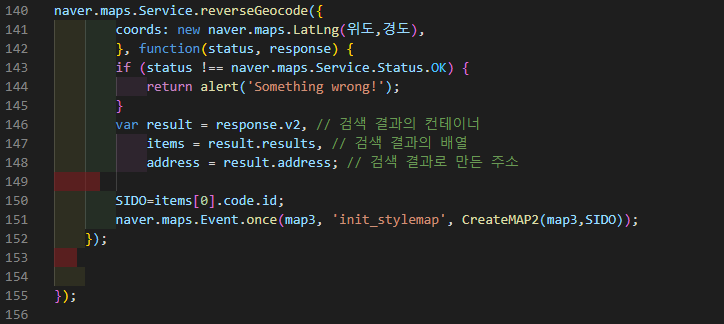 140 naver.maps.Service.reverseGeocode({
141 coords: new naver.maps.LatLng(위도,경도),
142 }, function(status, response) {
143 if (status !== naver.maps.Service.Status.OK) {
144 return alert('Something wrong!');
145 }
146 var result = response.v2, // 검색 결과의 컨테이너
147 items = result.results, // 검색 결과의 배열
148 address = result.address; // 검색 결과로 만든 주소
149
150 SIDO=items[0].code.id;
151 naver.maps.Event.once(map3, 'init_stylemap', CreateMAP2(map3,SIDO));
152 });
153
154
155 });
156